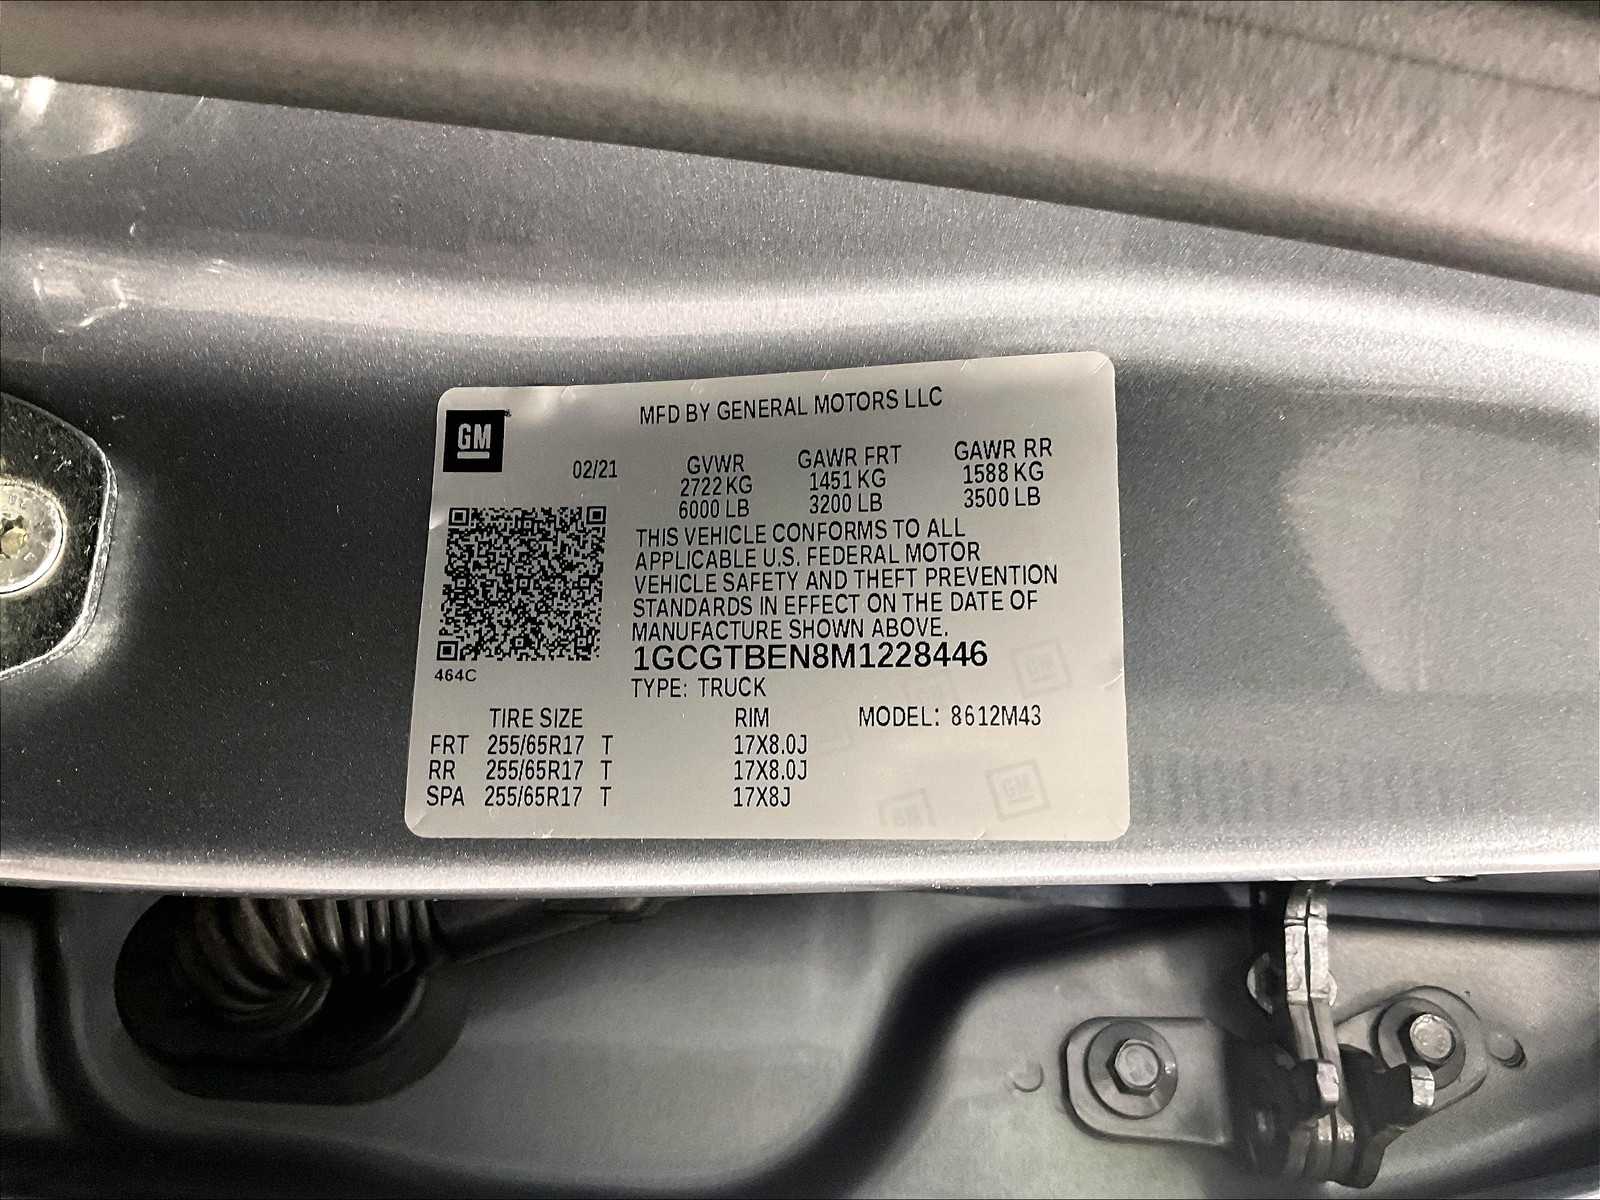 MFD BY GENERAL MOTORS LLC
GM
02/21
GVWR GAWR FRT GAWR RR
2722 KG 1451 KG 1588 KG
6000 LB 3200 LB 3500 LB
THIS VEHICLE CONFORMS TO ALL
APPLICABLE U.S. FEDERAL MOTOR
VEHICLE SAFETY AND THEFT PREVENTION
STANDARDS IN EFFECT ON THE DATE OF
MANUFACTURE SHOWN ABOVE.
1GCGTBEN8M1228446
464C
TYPE: TRUCK
TIRE SIZE RIM MODEL: 8612M43
FRT 255/65R17 T 17X8.0J
RR 255/65R17 T 17X8.0J
SPA 255/65R17 T 17X8J
GM
GM
GM